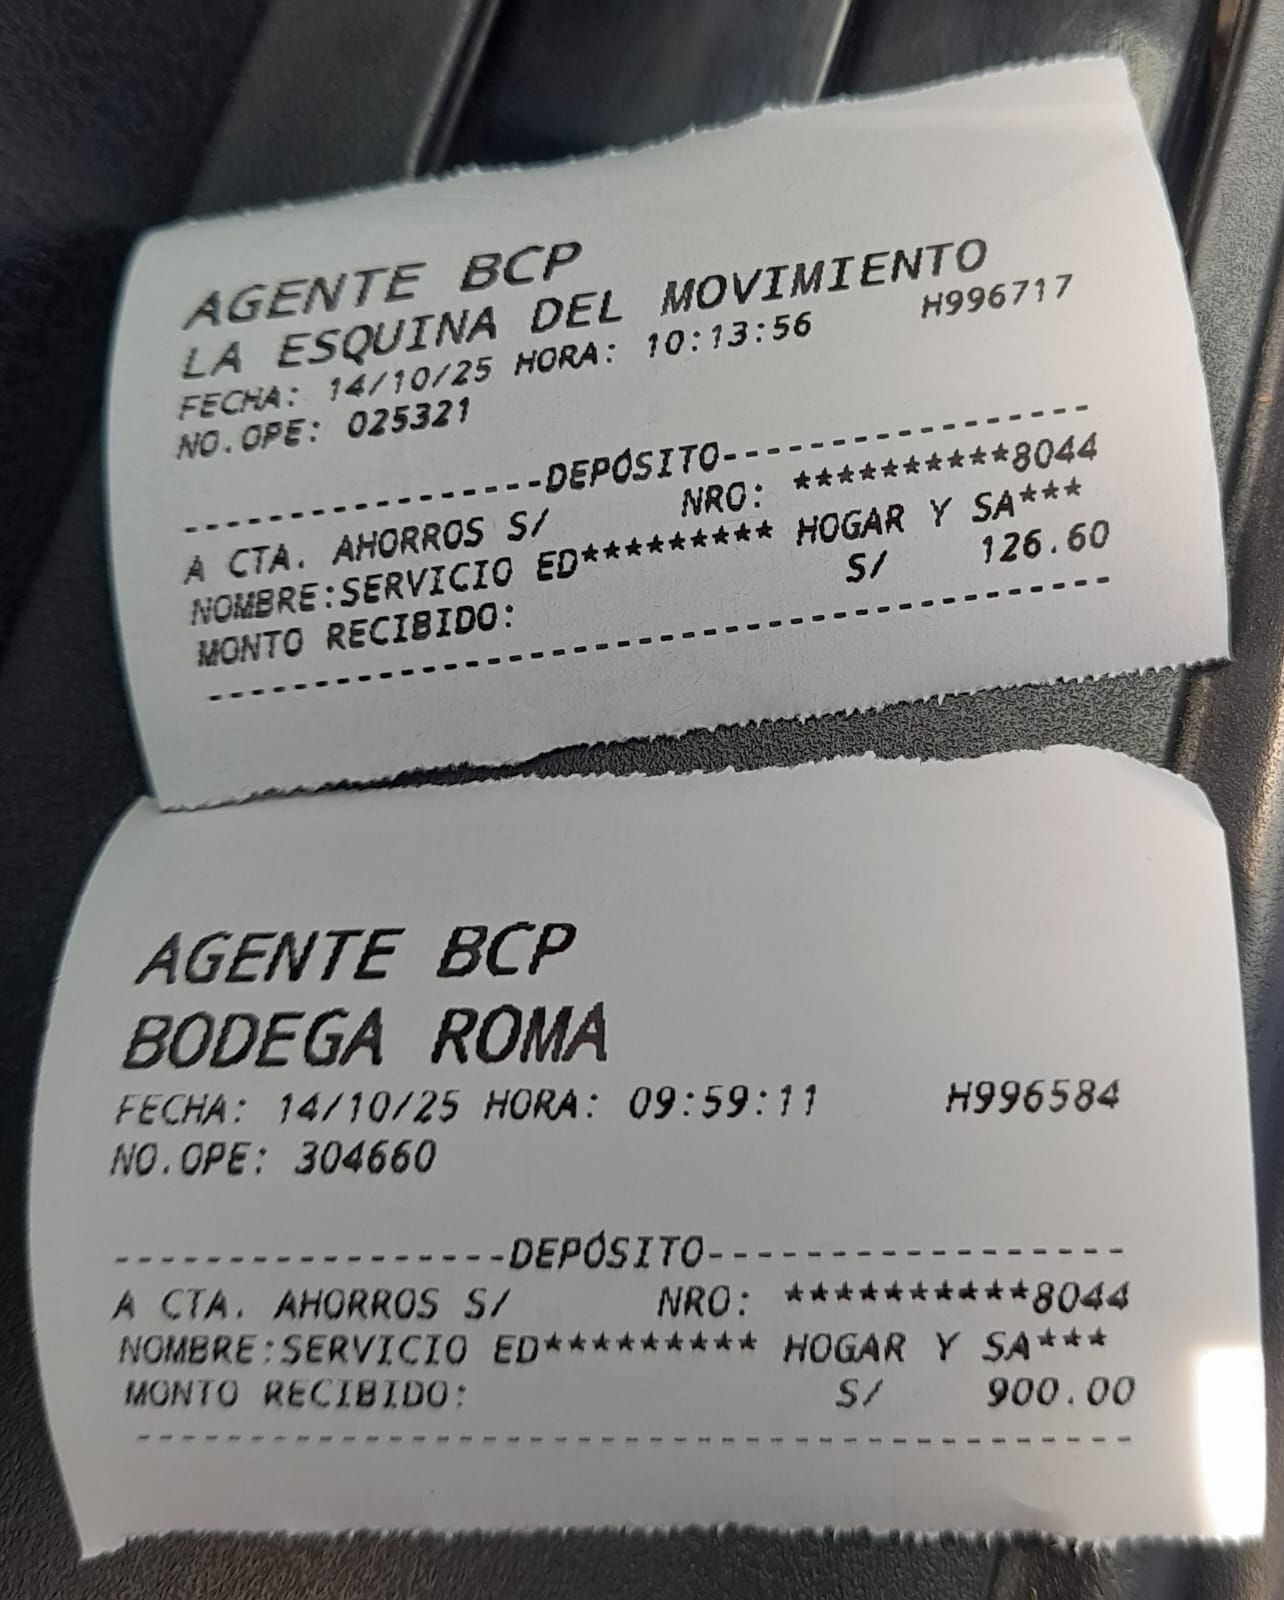 AGENTE BCP
LA ESQUINA DEL MOVIMIENTO
FECHA: 14/10/25 HORA: 10:13:56 H996717
NO.OPE: 025321
----------------DEPÓSITO-----------------
A CTA. AHORROS S/ NRO: **********8044
NOMBRE:SERVICIO ED********* HOGAR Y SA***
MONTO RECIBIDO: S/ 126.60
-----------------------------------------
AGENTE BCP
BODEGA ROMA
FECHA: 14/10/25 HORA: 09:59:11 H996584
NO.OPE: 304660
----------------DEPÓSITO-----------------
A CTA. AHORROS S/ NRO: **********8044
NOMBRE:SERVICIO ED********* HOGAR Y SA***
MONTO RECIBIDO: S/ 900.00
-----------------------------------------